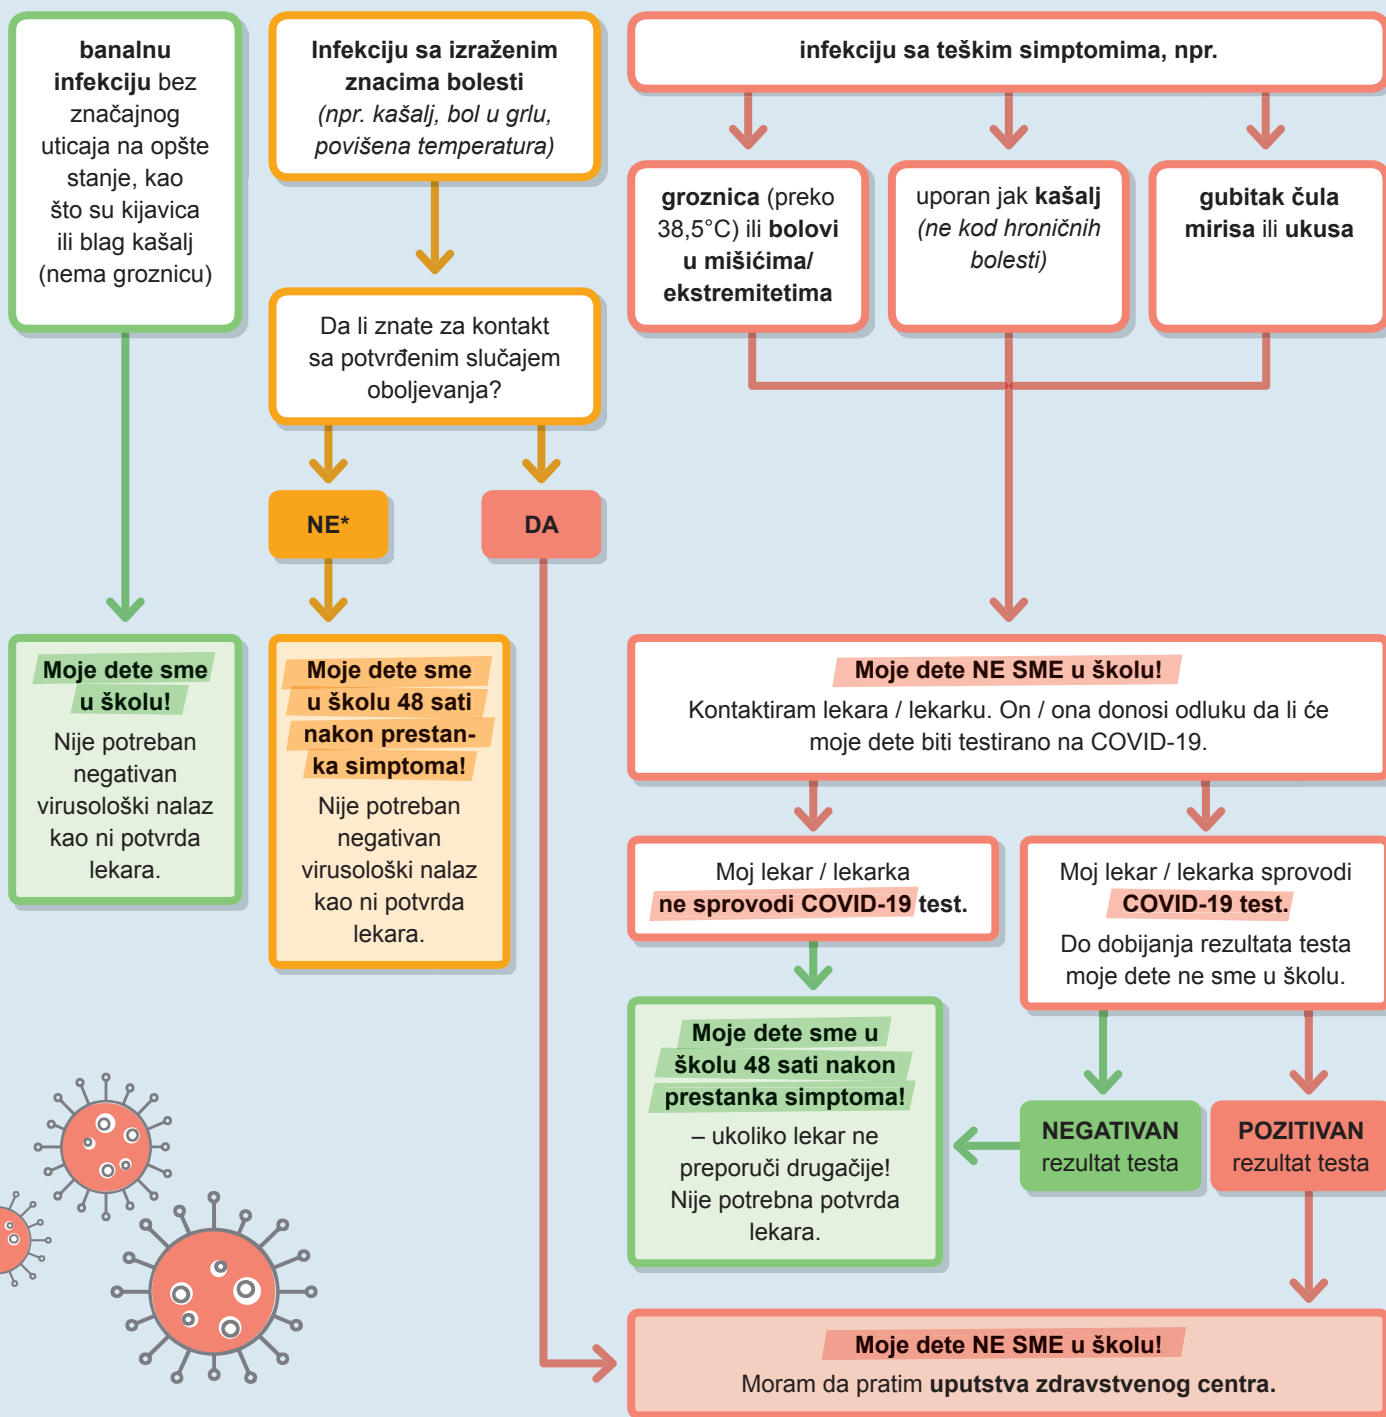 banalnu
infekciju bez
značajnog
uticaja na opšte
stanje, kao
što su kijavica
ili blag kašalj
(nema groznicu)
Infekciju sa izraženim
znacima bolesti
(npr. kašalj, bol u grlu,
povišena temperatura)
infekciju sa teškim simptomima, npr.
groznica (preko
38,5°C) ili bolovi
u mišićima/
ekstremitetima
uporan jak kašalj
(ne kod hroničnih
bolesti)
gubitak čula
mirisa ili ukusa
Da li znate za kontakt
sa potvrđenim slučajem
oboljevanja?
NE*
DA
Moje dete sme
u školu!
Nije potreban
negativan
virusološki nalaz
kao ni potvrda
lekara.
Moje dete sme
u školu 48 sati
nakon prestan-
ka simptoma!
Nije potreban
negativan
virusološki nalaz
kao ni potvrda
lekara.
Moje dete NE SME u školu!
Kontaktiram lekara / lekarku. On / ona donosi odluku da li će
moje dete biti testirano na COVID-19.
Moj lekar / lekarka
ne sprovodi COVID-19 test.
Moj lekar / lekarka sprovodi
COVID-19 test.
Do dobijanja rezultata testa
moje dete ne sme u školu.
Moje dete sme u
školu 48 sati nakon
prestanka simptoma!
– ukoliko lekar ne
preporuči drugačije!
Nije potrebna potvrda
lekara.
NEGATIVAN
rezultat testa
POZITIVAN
rezultat testa
Moje dete NE SME u školu!
Moram da pratim uputstva zdravstvenog centra.